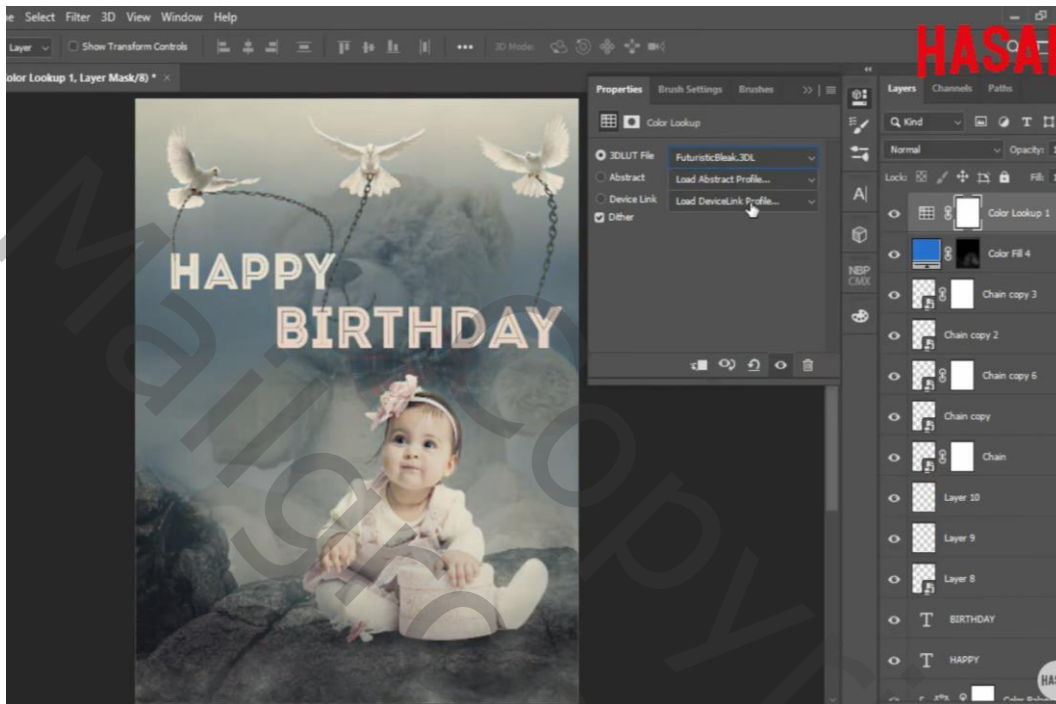 Select Filter 3D View Window Help
Layer Show Transform Controls 3D Mode:
HASA
olor Lookup 1, Layer Mask/8) * ×
Properties Brush Settings Brushes
Layers Channels Paths
Color Lookup
Kind
3DLUT File FuturisticBleak.3DL
Normal Opacity:
Abstract Load Abstract Profile...
Lock: Fill:
Device Link Load DeviceLink Profile...
Dither
Color Lookup 1
Color Fill 4
NBP
CMX
Chain copy 3
Chain copy 2
Chain copy 6
Chain copy
Chain
Layer 10
Layer 9
Layer 8
BIRTHDAY
HAPPY
HAPPY
BIRTHDAY